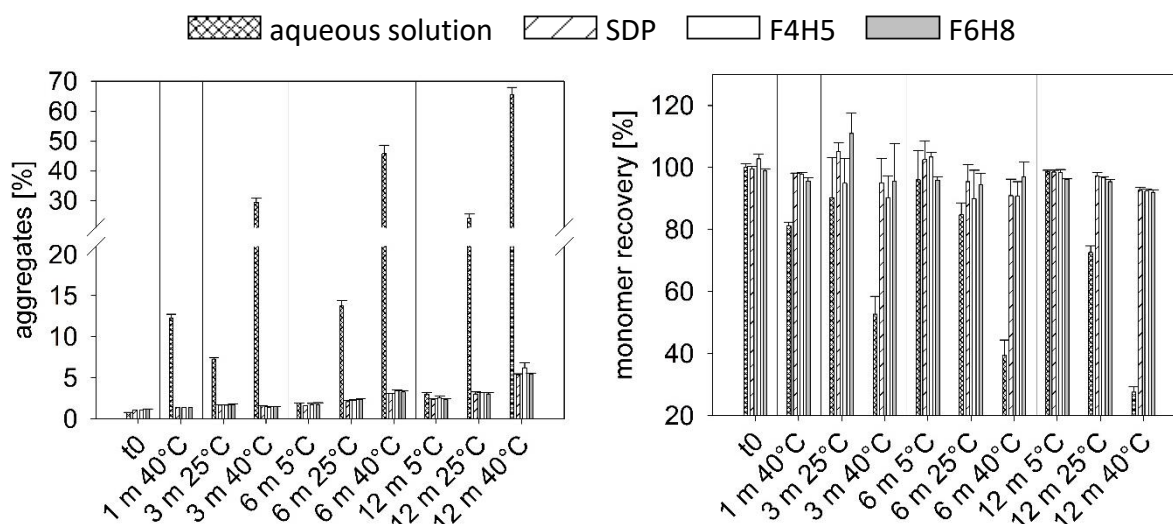 aqueous solution SDP F4H5 F6H8
aggregates [%]
70
60
50
40
30
20
15
10
5
0
t0
1 m 40°C
3 m 25°C
3 m 40°C
6 m 5°C
6 m 25°C
6 m 40°C
12 m 5°C
12 m 25°C
12 m 40°C
monomer recovery [%]
120
100
80
60
40
20
t0
1 m 40°C
3 m 25°C
3 m 40°C
6 m 5°C
6 m 25°C
6 m 40°C
12 m 5°C
12 m 25°C
12 m 40°C